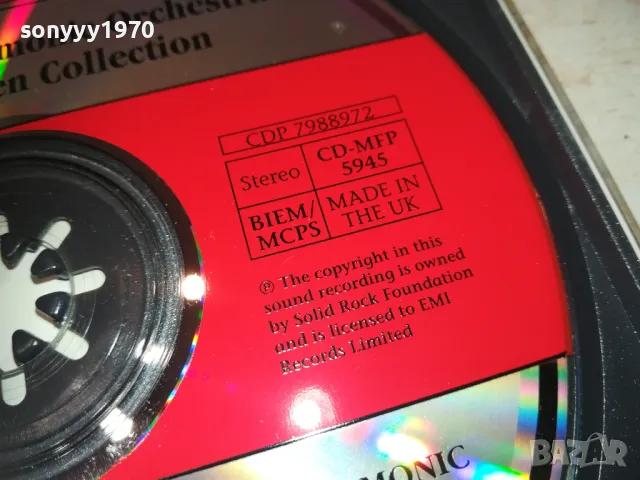 sonyyy1970
monic Orchestra
en Collection
CDP 7988972
Stereo
CD-MFP
5945
BIEM/
MCPS
MADE IN
THE UK
℗ The copyright in this
sound recording is owned
by Solid Rock Foundation
and is licensed to EMI
Records Limited
MONIC
bazar